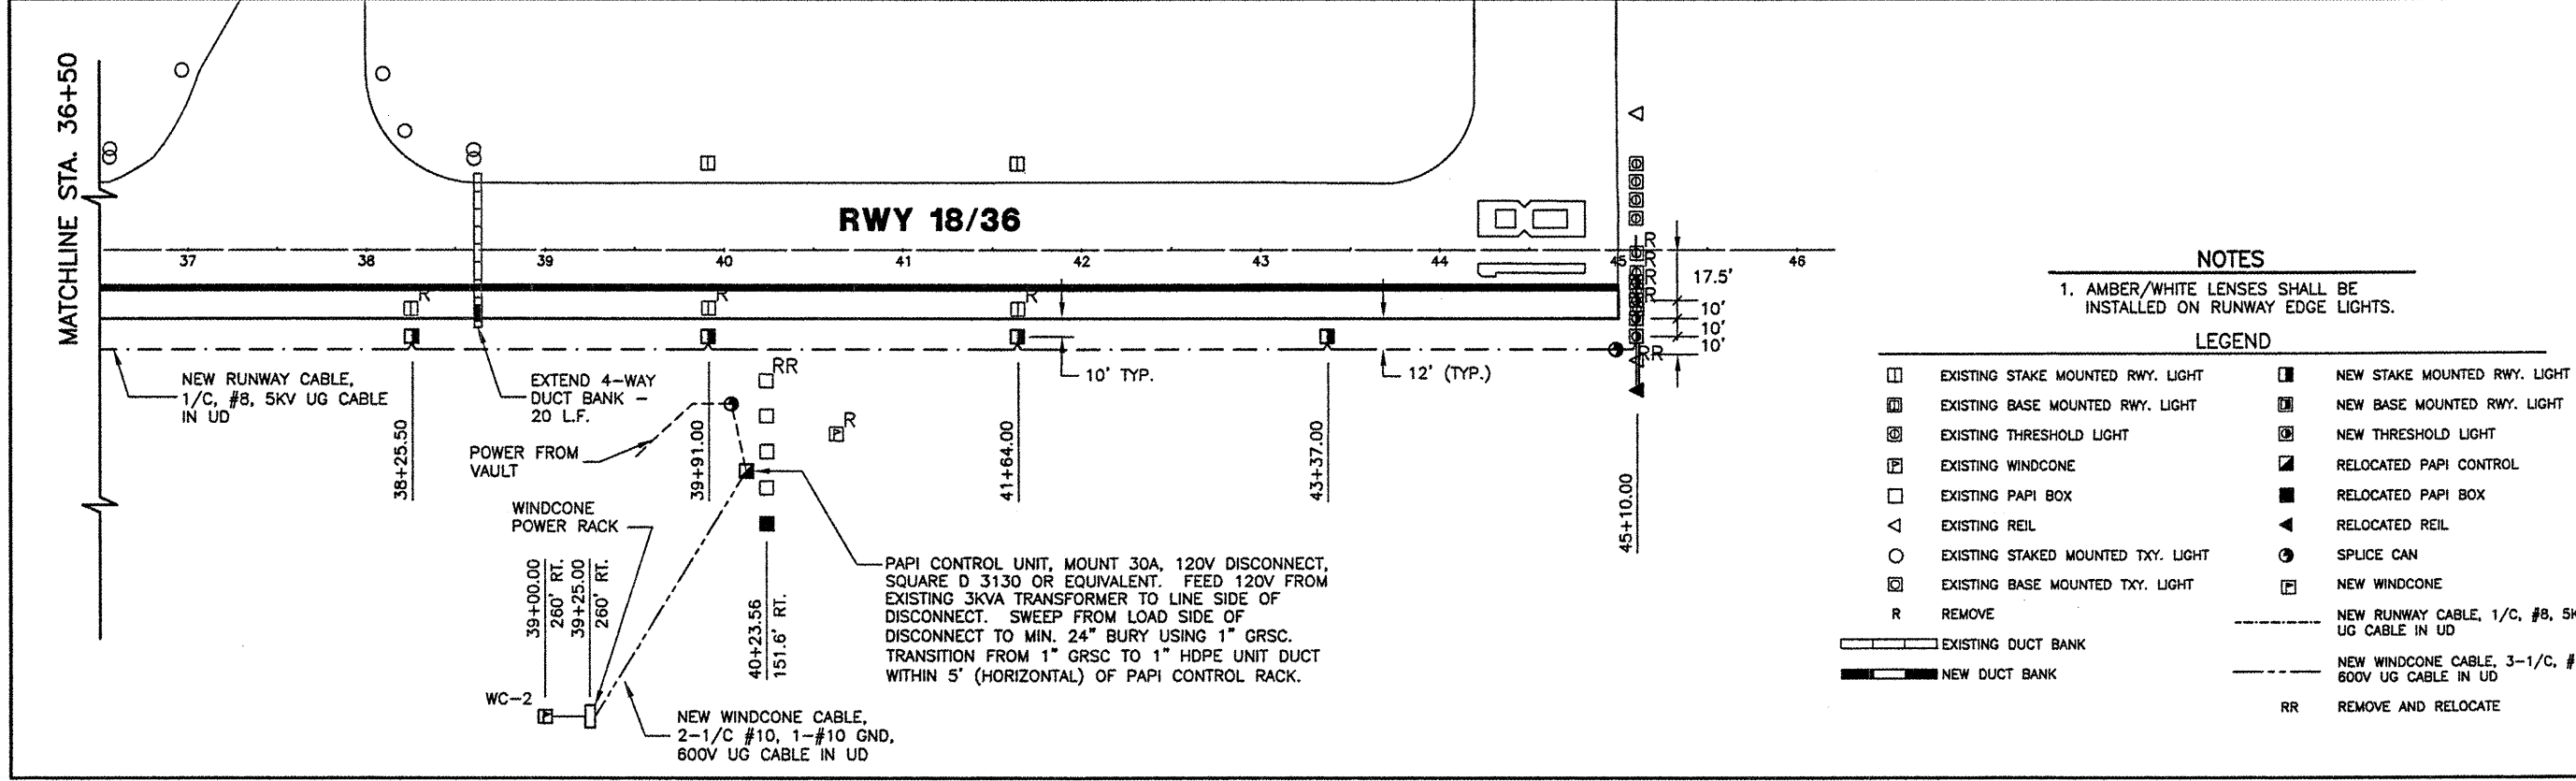 MATCHLINE STA. 36+50
RWY 18/36
37
38
39
40
41
42
43
44
45
46
R
R
R
R
R
R
R
17.5'
10'
10'
10'
RR
10' TYP.
12' (TYP.)
NEW RUNWAY CABLE,
1/C, #8, 5KV UG CABLE
IN UD
EXTEND 4-WAY
DUCT BANK -
20 L.F.
POWER FROM
VAULT
RR
R
38+25.50
39+91.00
41+64.00
43+37.00
45+10.00
WINDCONE
POWER RACK
39+00.00
260' RT.
39+25.00
260' RT.
40+23.56
151.6' RT.
WC-2
PAPI CONTROL UNIT, MOUNT 30A, 120V DISCONNECT,
SQUARE D 3130 OR EQUIVALENT. FEED 120V FROM
EXISTING 3KVA TRANSFORMER TO LINE SIDE OF
DISCONNECT. SWEEP FROM LOAD SIDE OF
DISCONNECT TO MIN. 24" BURY USING 1" GRSC.
TRANSITION FROM 1" GRSC TO 1" HDPE UNIT DUCT
WITHIN 5' (HORIZONTAL) OF PAPI CONTROL RACK.
NEW WINDCONE CABLE,
2-1/C #10, 1-#10 GND,
600V UG CABLE IN UD
NOTES
1. AMBER/WHITE LENSES SHALL BE
INSTALLED ON RUNWAY EDGE LIGHTS.
LEGEND
EXISTING STAKE MOUNTED RWY. LIGHT
EXISTING BASE MOUNTED RWY. LIGHT
EXISTING THRESHOLD LIGHT
EXISTING WINDCONE
EXISTING PAPI BOX
EXISTING REIL
EXISTING STAKED MOUNTED TXY. LIGHT
EXISTING BASE MOUNTED TXY. LIGHT
R REMOVE
EXISTING DUCT BANK
NEW DUCT BANK
NEW STAKE MOUNTED RWY. LIGHT
NEW BASE MOUNTED RWY. LIGHT
NEW THRESHOLD LIGHT
RELOCATED PAPI CONTROL
RELOCATED PAPI BOX
RELOCATED REIL
SPLICE CAN
NEW WINDCONE
NEW RUNWAY CABLE, 1/C, #8, 5K
UG CABLE IN UD
NEW WINDCONE CABLE, 3-1/C, #
600V UG CABLE IN UD
RR REMOVE AND RELOCATE